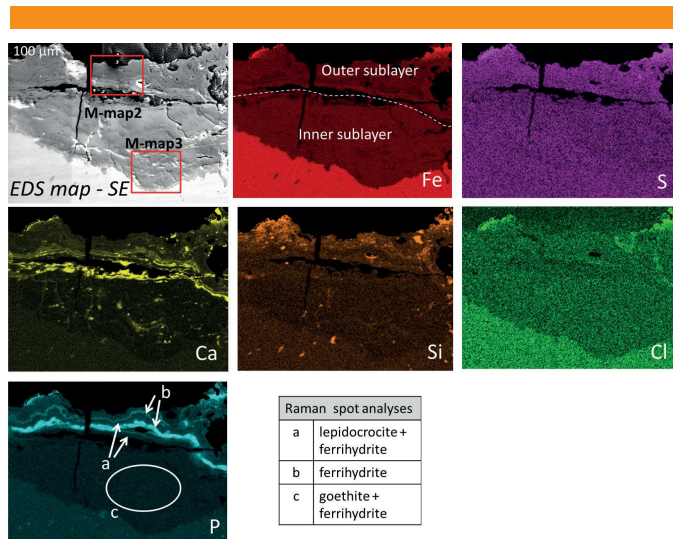 100 μm
M-map2
M-map3
EDS map - SE
Outer sublayer
Inner sublayer
Fe
S
Ca
Si
Cl
b
a
c
P
Raman spot analyses
a lepidocrocite + ferrihydrite
b ferrihydrite
c goethite + ferrihydrite